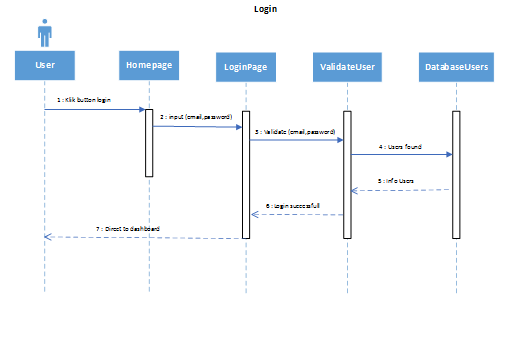 Login
User
Homepage
LoginPage
ValidateUser
DatabaseUsers
1 : Klik button login
2 : input (email,password)
3 : Validate (email,password)
4 : Users found
5 : Info Users
6 : Login successfull
7 : Direct to dashboard